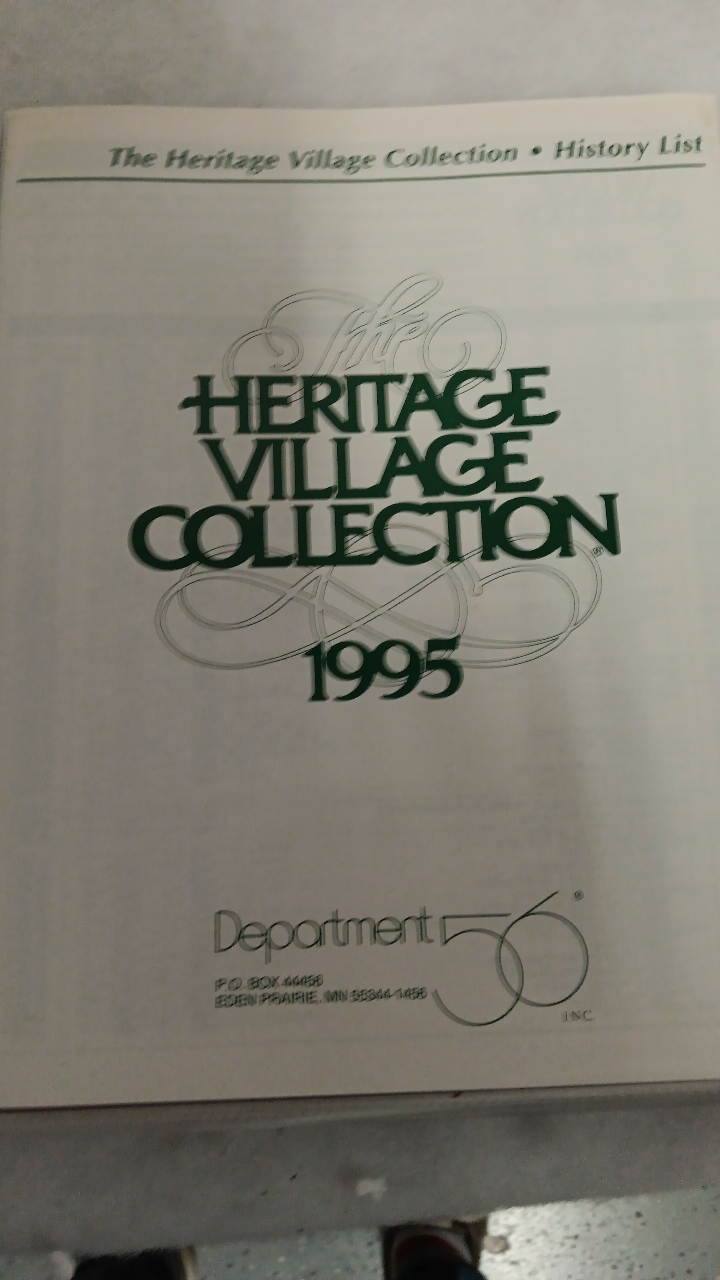 The Heritage Village Collection • History List
The
HERITAGE
VILLAGE
COLLECTION®
1995
Department 56®
P.O. BOX 44456
EDEN PRAIRIE, MN 55344-1456
INC.